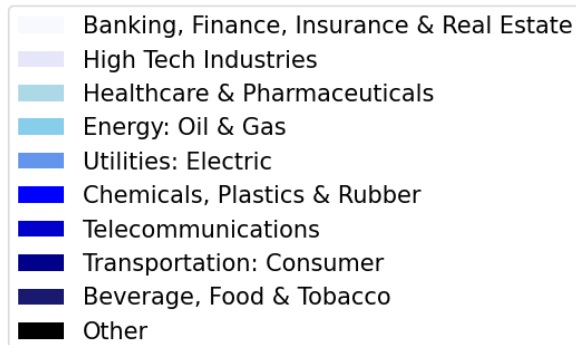 Banking, Finance, Insurance & Real Estate
High Tech Industries
Healthcare & Pharmaceuticals
Energy: Oil & Gas
Utilities: Electric
Chemicals, Plastics & Rubber
Telecommunications
Transportation: Consumer
Beverage, Food & Tobacco
Other